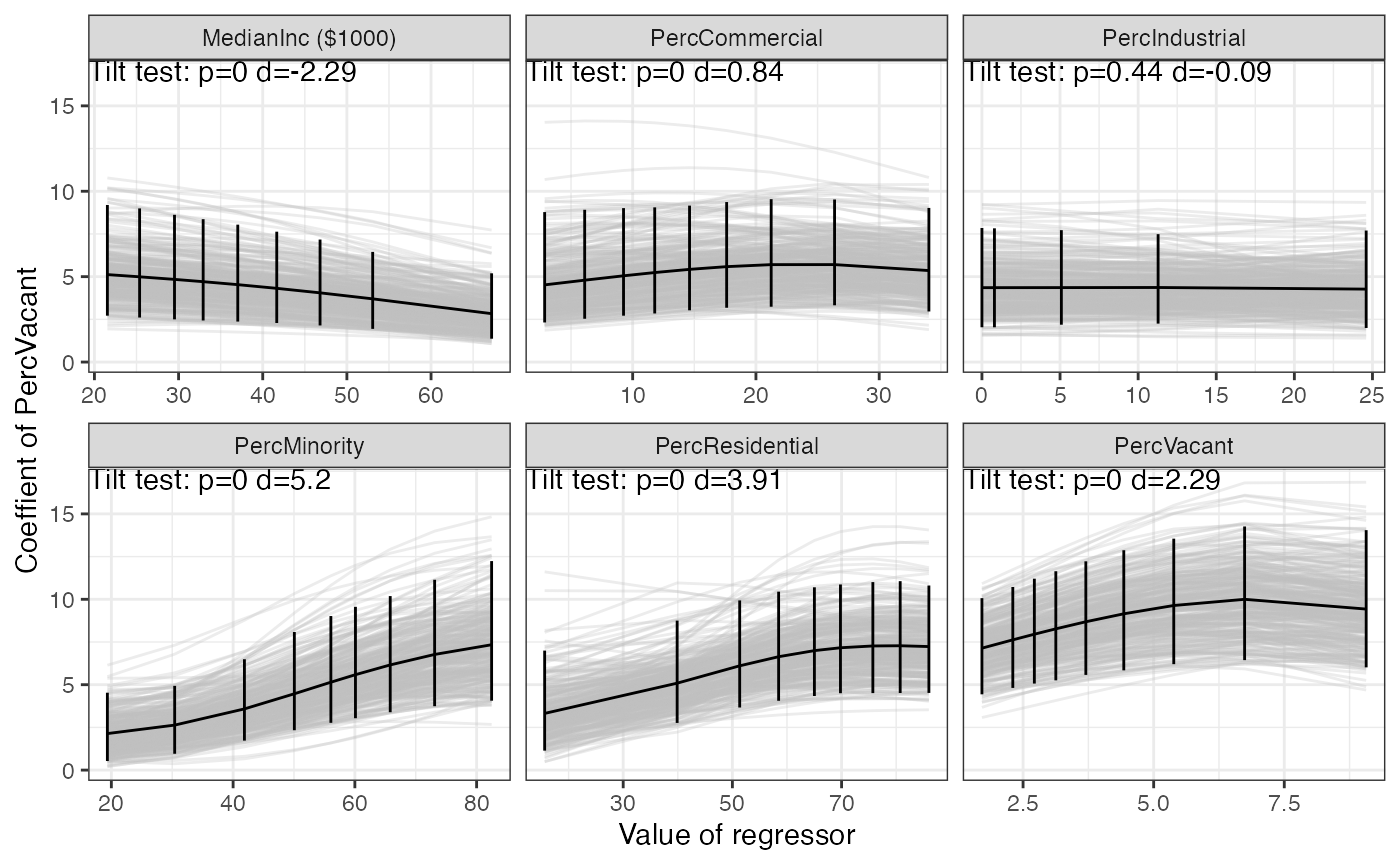 MedianInc ($1000)
PercCommercial
PercIndustrial
Tilt test: p=0 d=-2.29
Tilt test: p=0 d=0.84
Tilt test: p=0.44 d=-0.09
15
10
5
0
20 30 40 50 60
10 20 30
0 5 10 15 20 25
Coeffient of PercVacant
PercMinority
PercResidential
PercVacant
Tilt test: p=0 d=5.2
Tilt test: p=0 d=3.91
Tilt test: p=0 d=2.29
15
10
5
0
20 40 60 80
30 50 70
2.5 5.0 7.5
Value of regressor